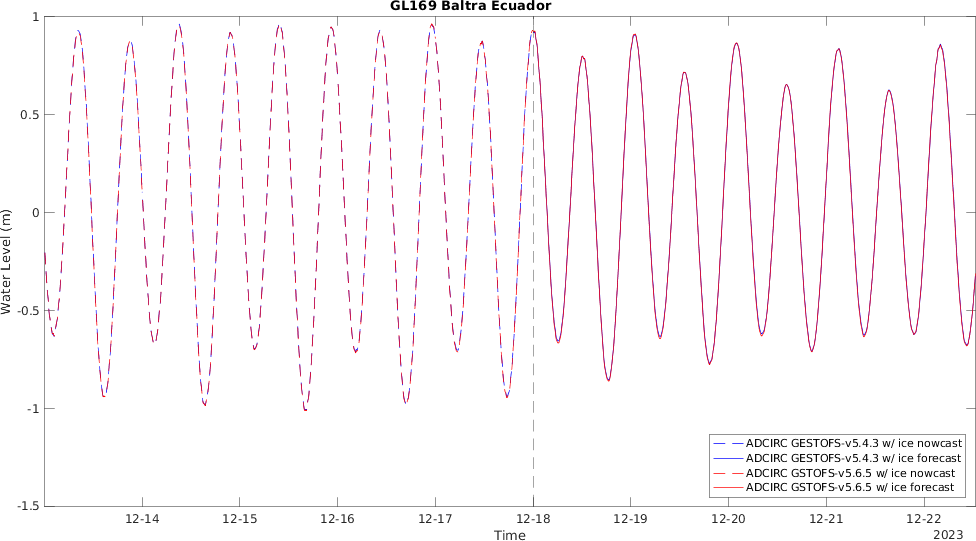 GL169 Baltra Ecuador
1
0.5
0
-0.5
-1
-1.5
Water Level (m)
ADCIRC GESTOFS-v5.4.3 w/ ice nowcast
ADCIRC GESTOFS-v5.4.3 w/ ice forecast
ADCIRC GSTOFS-v5.6.5 w/ ice nowcast
ADCIRC GSTOFS-v5.6.5 w/ ice forecast
12-14 12-15 12-16 12-17 12-18 12-19 12-20 12-21 12-22
Time
2023